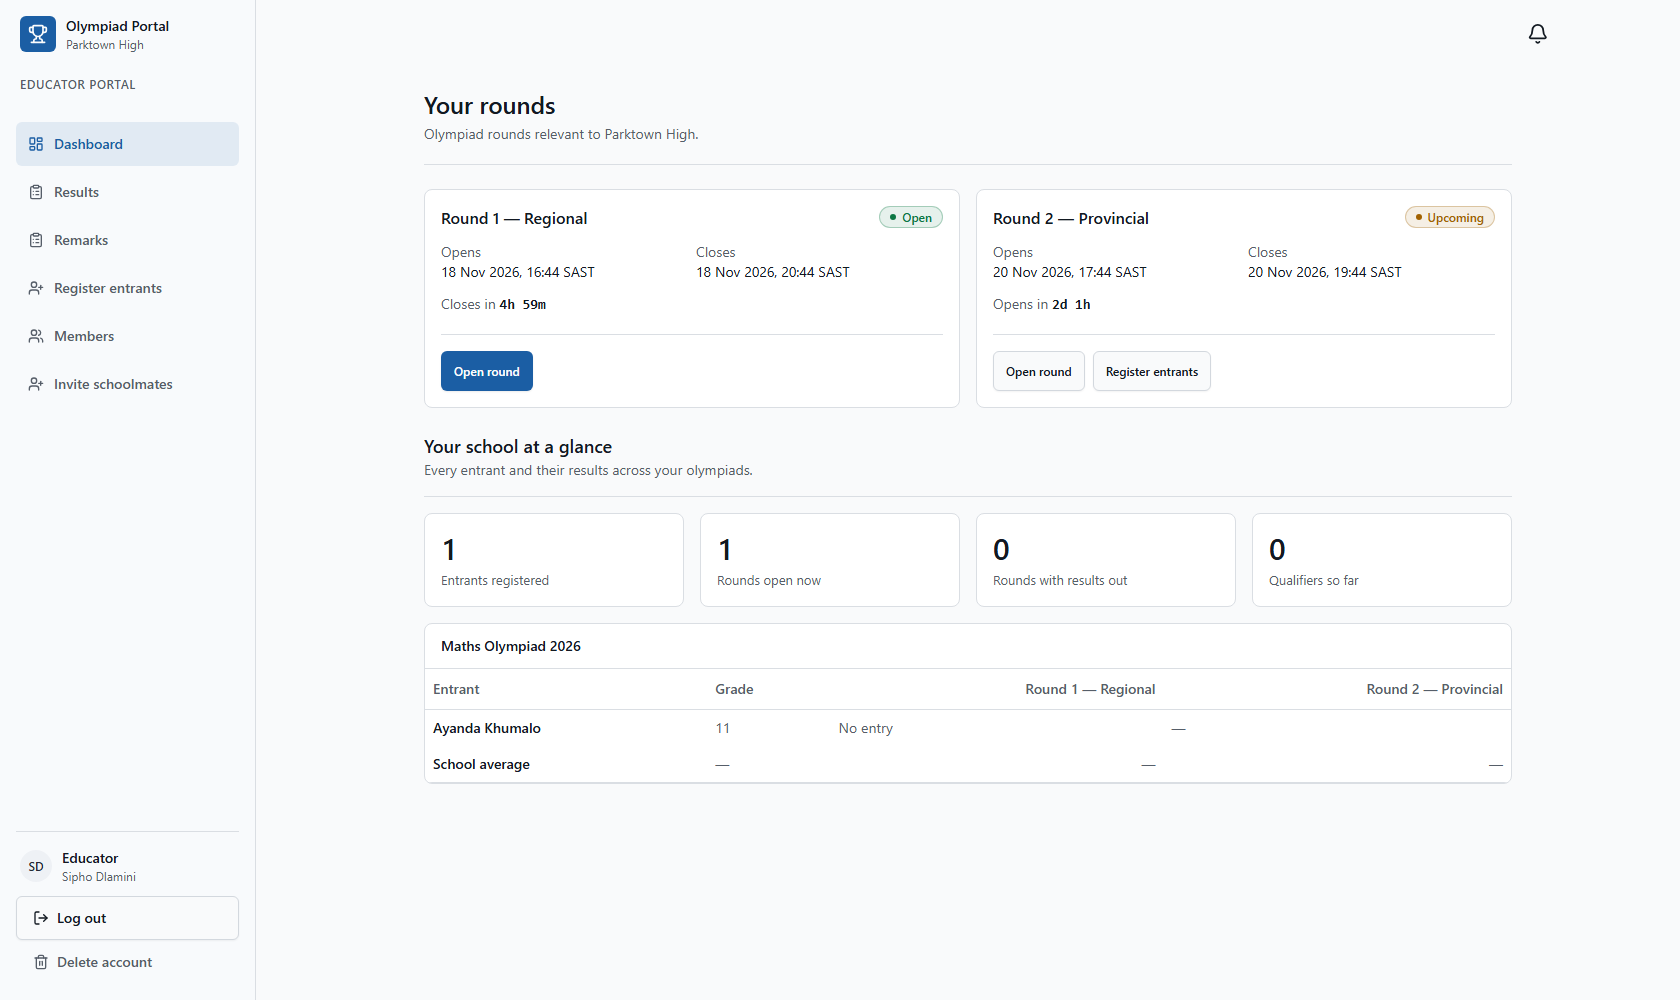 Olympiad Portal
Parktown High
EDUCATOR PORTAL
Dashboard
Results
Remarks
Register entrants
Members
Invite schoolmates
SD
Educator
Sipho Dlamini
Log out
Delete account
Your rounds
Olympiad rounds relevant to Parktown High.
Round 1 — Regional
Open
Opens
Closes
18 Nov 2026, 16:44 SAST
18 Nov 2026, 20:44 SAST
Closes in 4h 59m
Open round
Round 2 — Provincial
Upcoming
Opens
Closes
20 Nov 2026, 17:44 SAST
20 Nov 2026, 19:44 SAST
Opens in 2d 1h
Open round
Register entrants
Your school at a glance
Every entrant and their results across your olympiads.
1
Entrants registered
1
Rounds open now
0
Rounds with results out
0
Qualifiers so far
Maths Olympiad 2026
Entrant Grade Round 1 — Regional Round 2 — Provincial
Ayanda Khumalo 11 No entry —
School average — — —